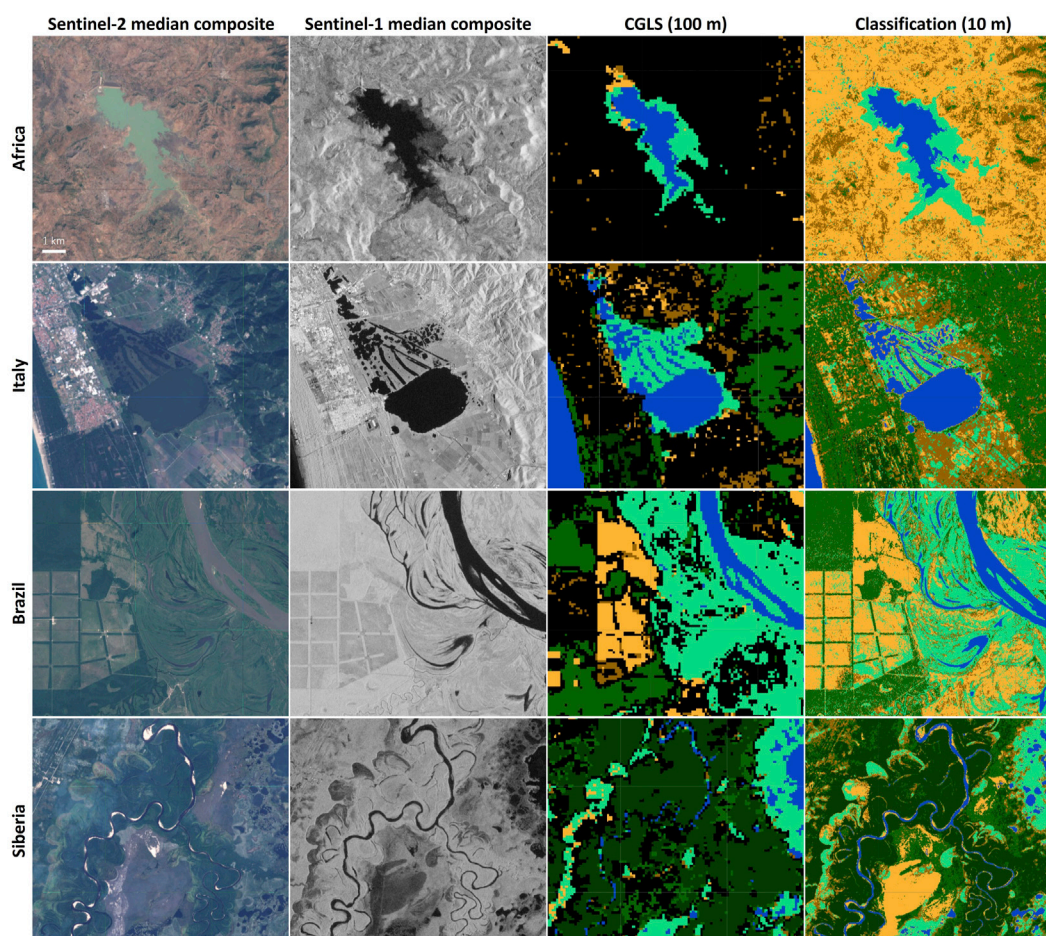 Sentinel-2 median composite
Sentinel-1 median composite
CGLS (100 m)
Classification (10 m)
Africa
1 km
Italy
Brazil
Siberia